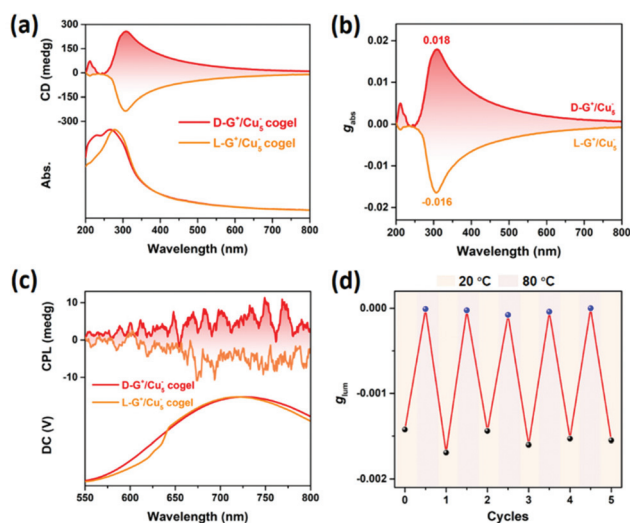 (a)
CD (medg)
300
150
0
-150
-300
D-G⁺/Cu₅⁻ cogel
L-G⁺/Cu₅⁻ cogel
Abs.
200 300 400 500 600 700 800
Wavelength (nm)
(b)
g_abs
0.02
0.01
0.00
-0.01
-0.02
0.018
D-G⁺/Cu₅⁻
L-G⁺/Cu₅⁻
-0.016
200 300 400 500 600 700 800
Wavelength (nm)
(c)
CPL
10
0
-10
D-G⁺/Cu₅⁻ cogel
L-G⁺/Cu₅⁻ cogel
DC (V)
550 600 650 700 750 800
Wavelength (nm)
(d)
20 °C 80 °C
g_lum
0.000
-0.001
-0.002
0 1 2 3 4 5
Cycles